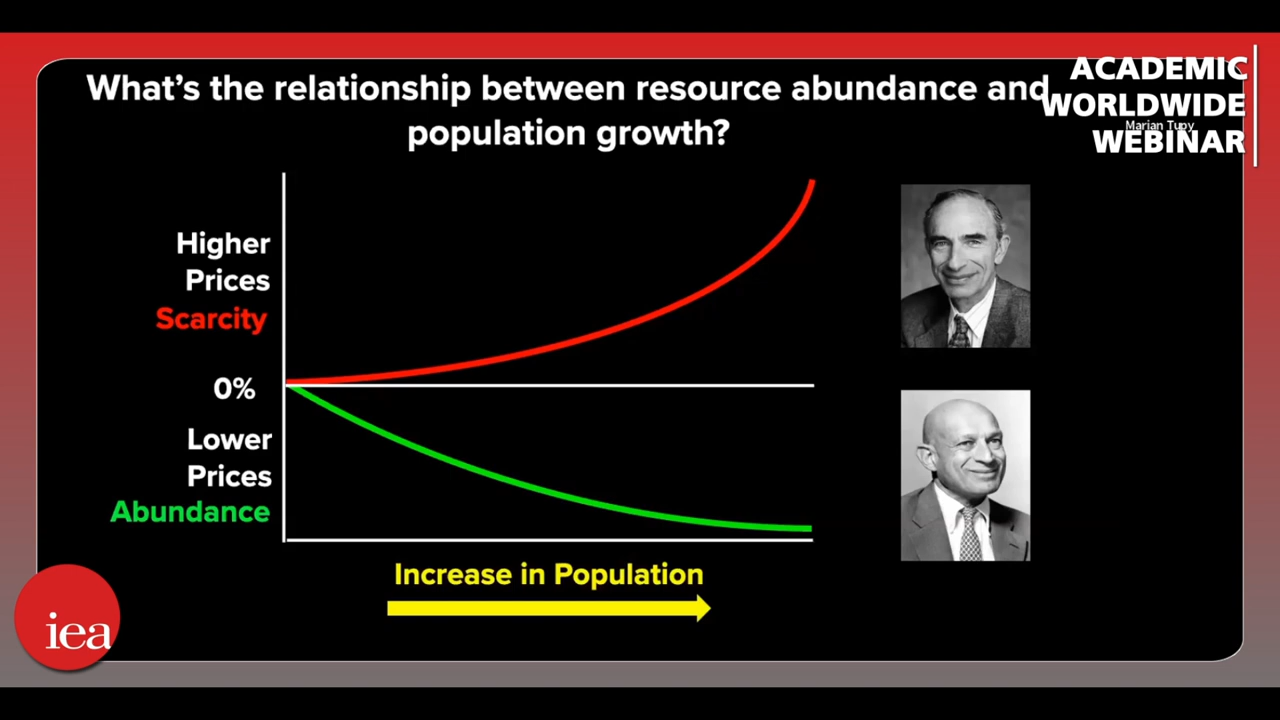 What's the relationship between resource abundance and
population growth?
ACADEMIC
WORLDWIDE
Marian Tupy
WEBINAR
Higher
Prices
Scarcity
0%
Lower
Prices
Abundance
Increase in Population
iea